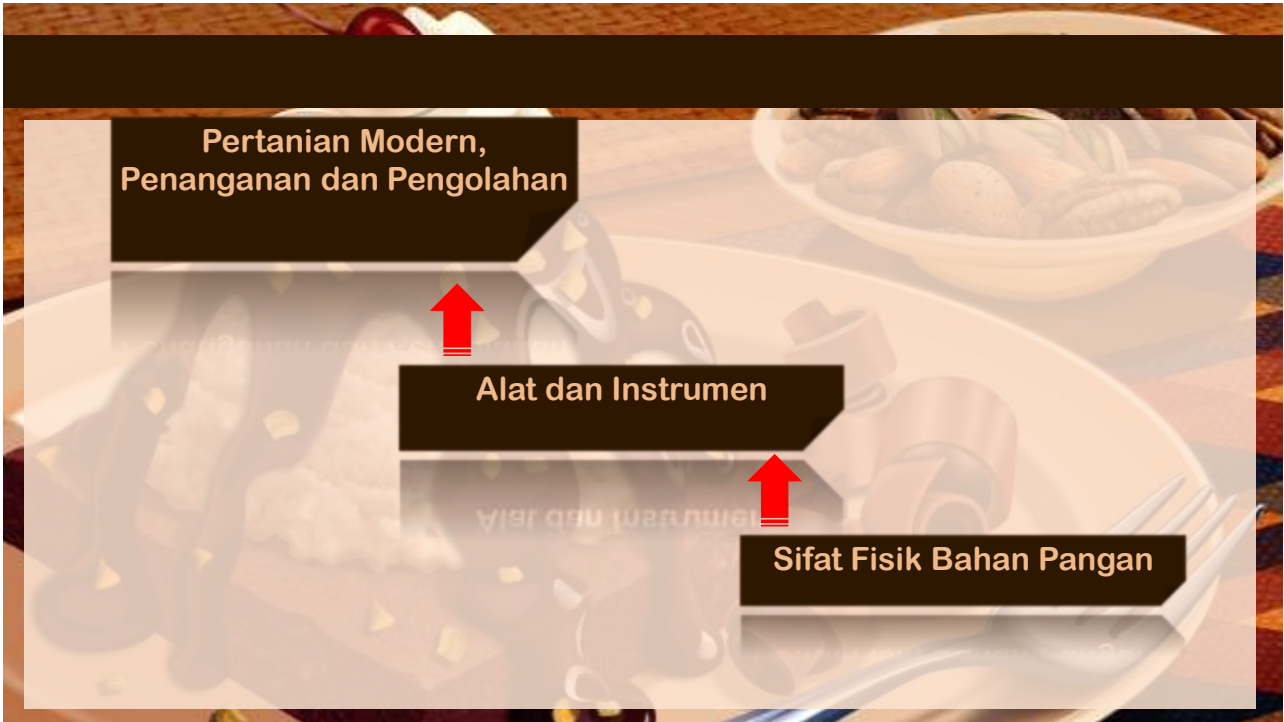 Pertanian Modern,
Penanganan dan Pengolahan
Alat dan Instrumen
Sifat Fisik Bahan Pangan